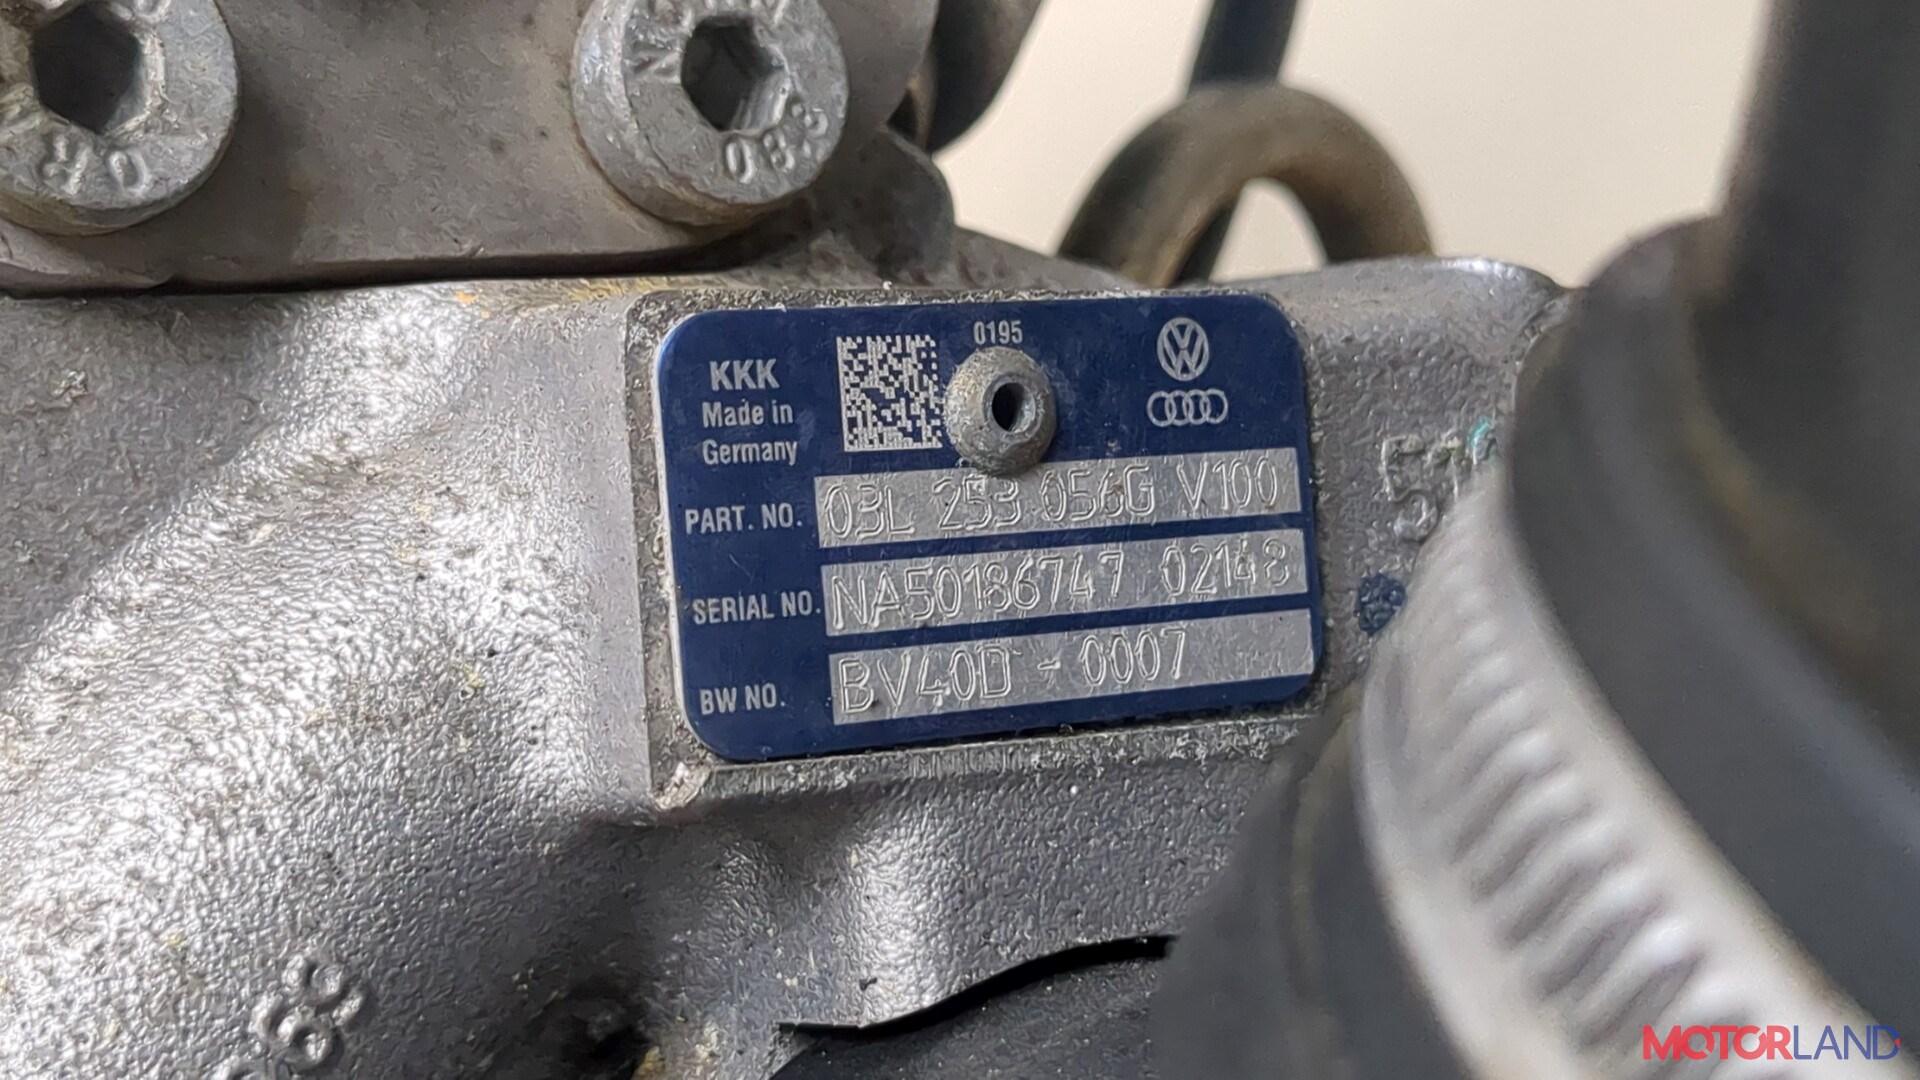 0195
KKK
Made in
Germany
PART. NO. 03L 253 056G V100
SERIAL NO. NA50186747 02148
BW NO. BV40D - 0007
MOTORLAND